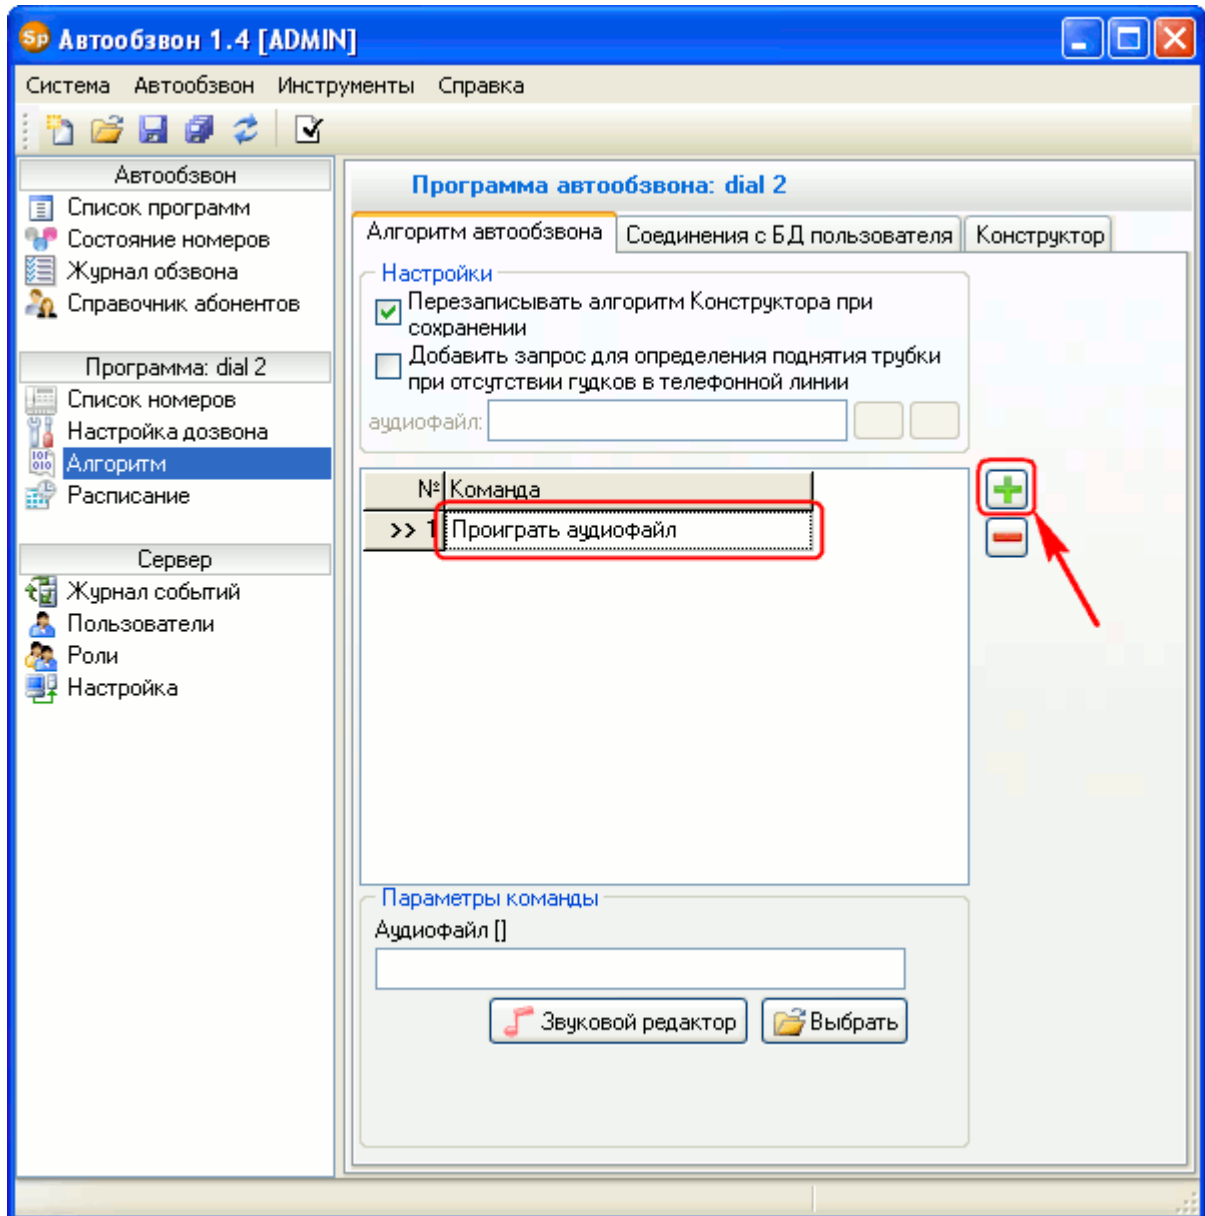 Sp Автообзвон 1.4 [ADMIN]
Система Автообзвон Инструменты Справка
Автообзвон
Список программ
Состояние номеров
Журнал обзвона
Справочник абонентов
Программа: dial 2
Список номеров
Настройка дозвона
Алгоритм
Расписание
Сервер
Журнал событий
Пользователи
Роли
Настройка
Программа автообзвона: dial 2
Алгоритм автообзвона Соединения с БД пользователя Конструктор
Настройки
Перезаписывать алгоритм Конструктора при
сохранении
Добавить запрос для определения поднятия трубки
при отсутствии гудков в телефонной линии
аудиофайл:
№ Команда
>> 1 Проиграть аудиофайл
Параметры команды
Аудиофайл []
Звуковой редактор Выбрать